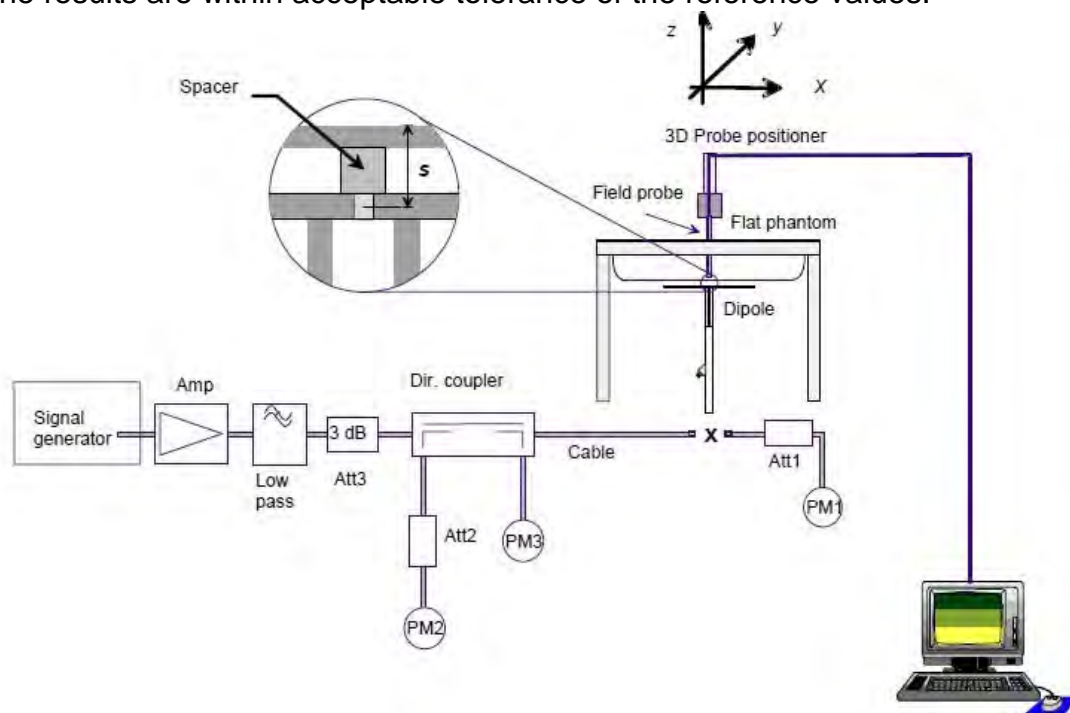 he results are within acceptable tolerance of the reference values.
z
y
X
Spacer
s
3D Probe positioner
Field probe
Flat phantom
Dipole
Signal
generator
Amp
Low
pass
3 dB
Att3
Dir. coupler
Cable
x
Att1
PM1
Att2
PM3
PM2